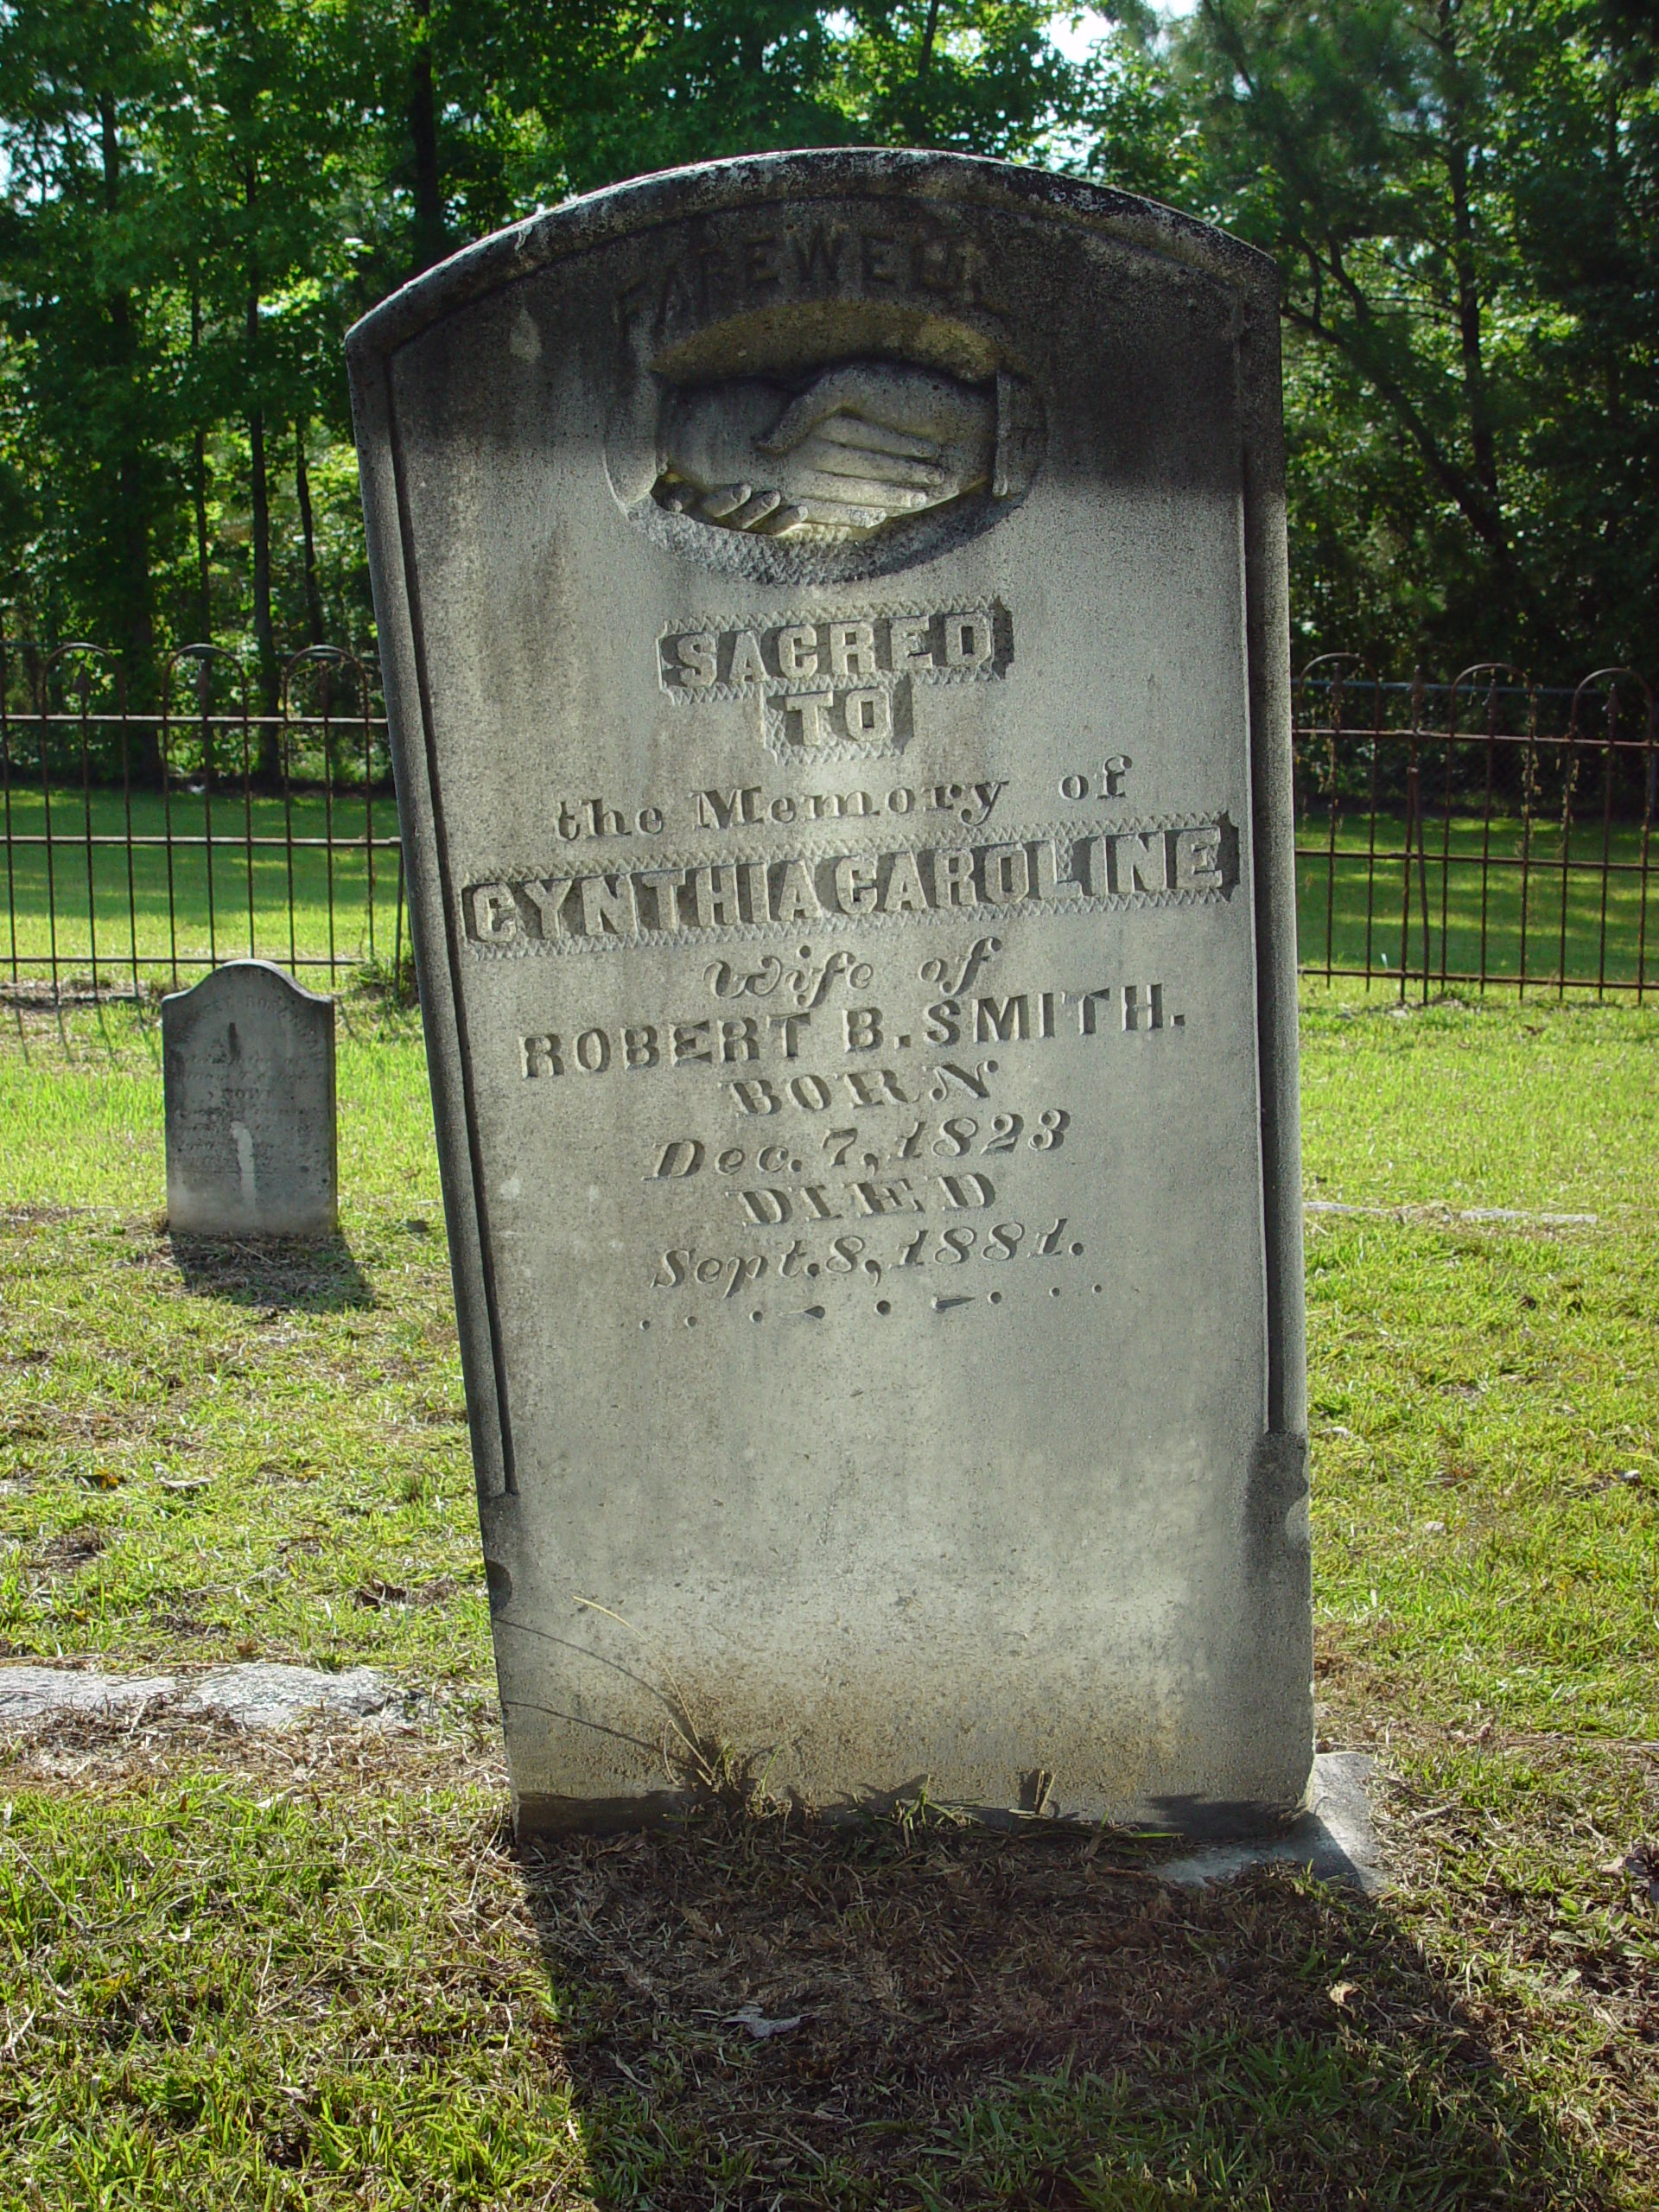 FAREWELL
SACRED
TO
the Memory of
CYNTHIA CAROLINE
Wife of
ROBERT B. SMITH.
BORN
Dec. 7, 1823
DIED
Sept. 8, 1881.